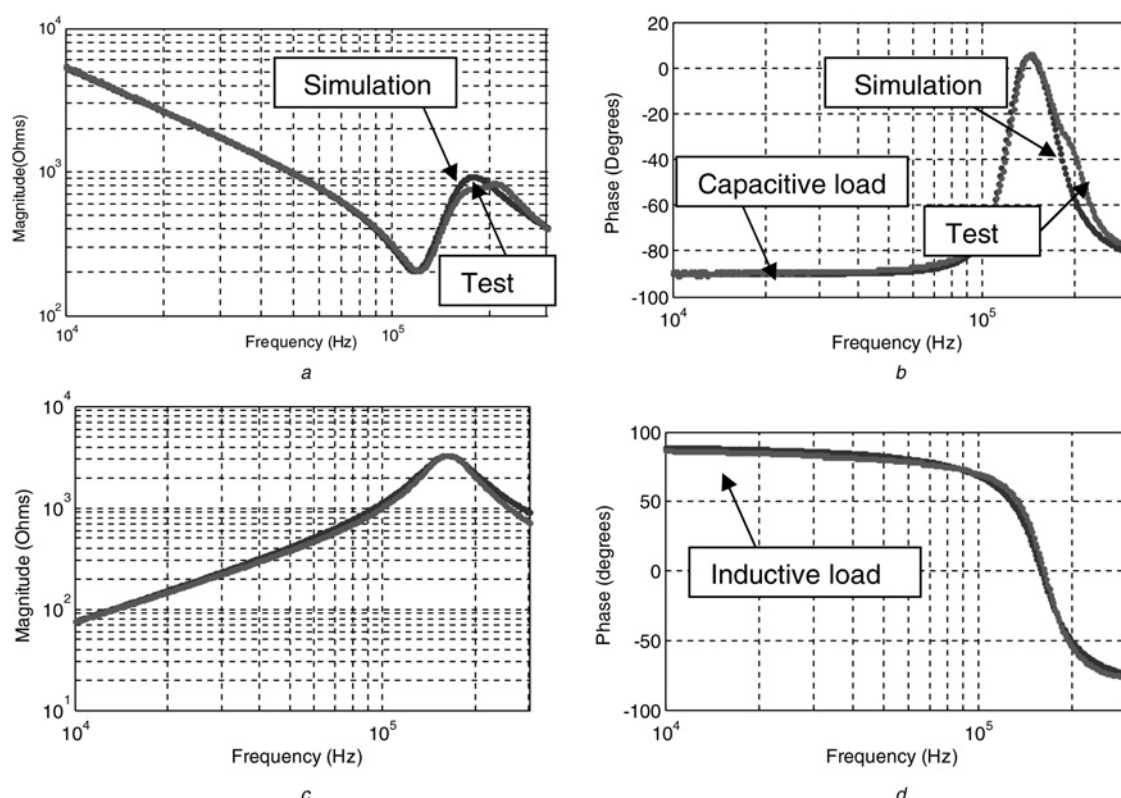 10^4
10^3
10^2
Magnitude(Ohms)
Simulation
Test
10^4
10^5
Frequency (Hz)
a
20
0
-20
-40
-60
-80
-100
Phase (Degrees)
Simulation
Capacitive load
Test
10^4
10^5
Frequency (Hz)
b
10^4
10^3
10^2
10^1
Magnitude (Ohms)
10^4
10^5
Frequency (Hz)
c
100
50
0
-50
-100
Phase (degrees)
Inductive load
10^4
10^5
Frequency (Hz)
d